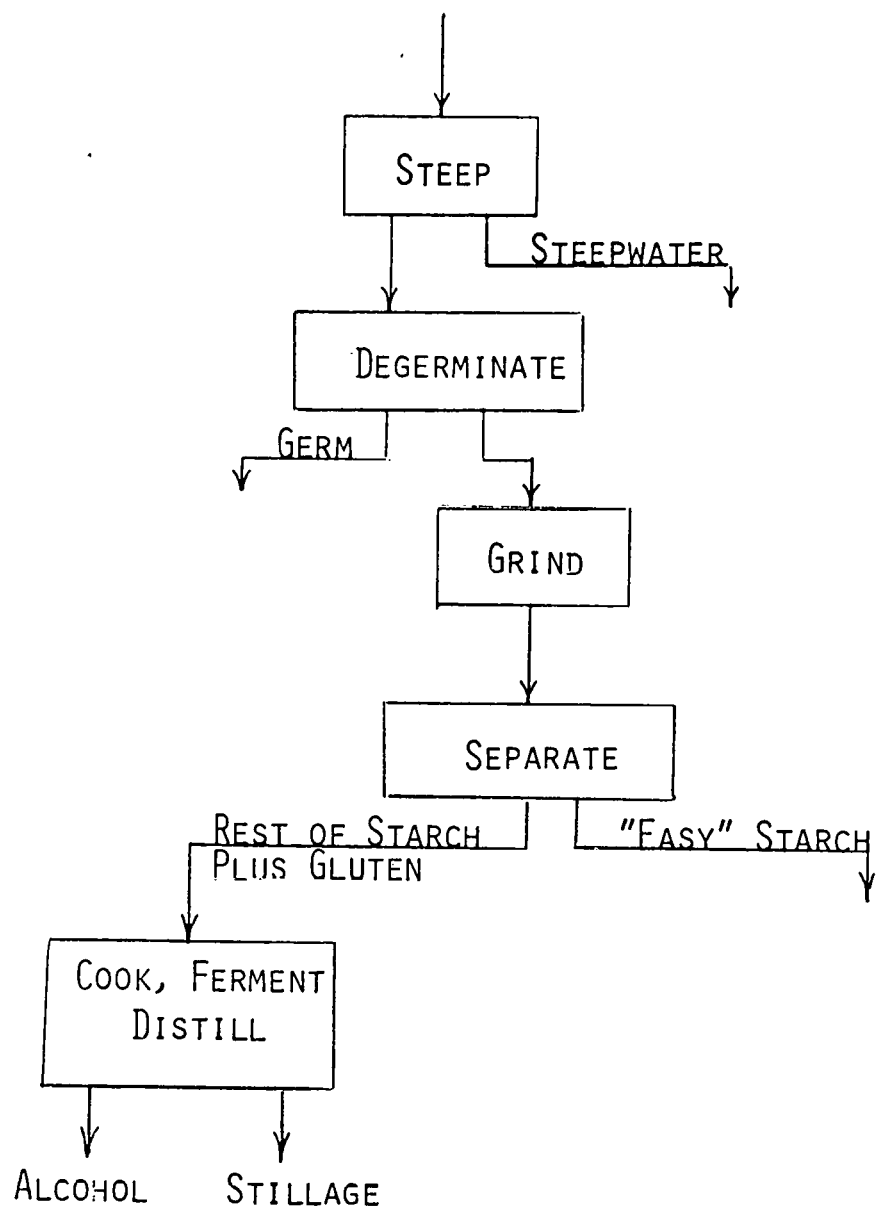 STEEP
STEEPWATER
DEGERMINATE
GERM
GRIND
SEPARATE
REST OF STARCH
PLUS GLUTEN
"EASY" STARCH
COOK, FERMENT
DISTILL
ALCOHOL
STILLAGE